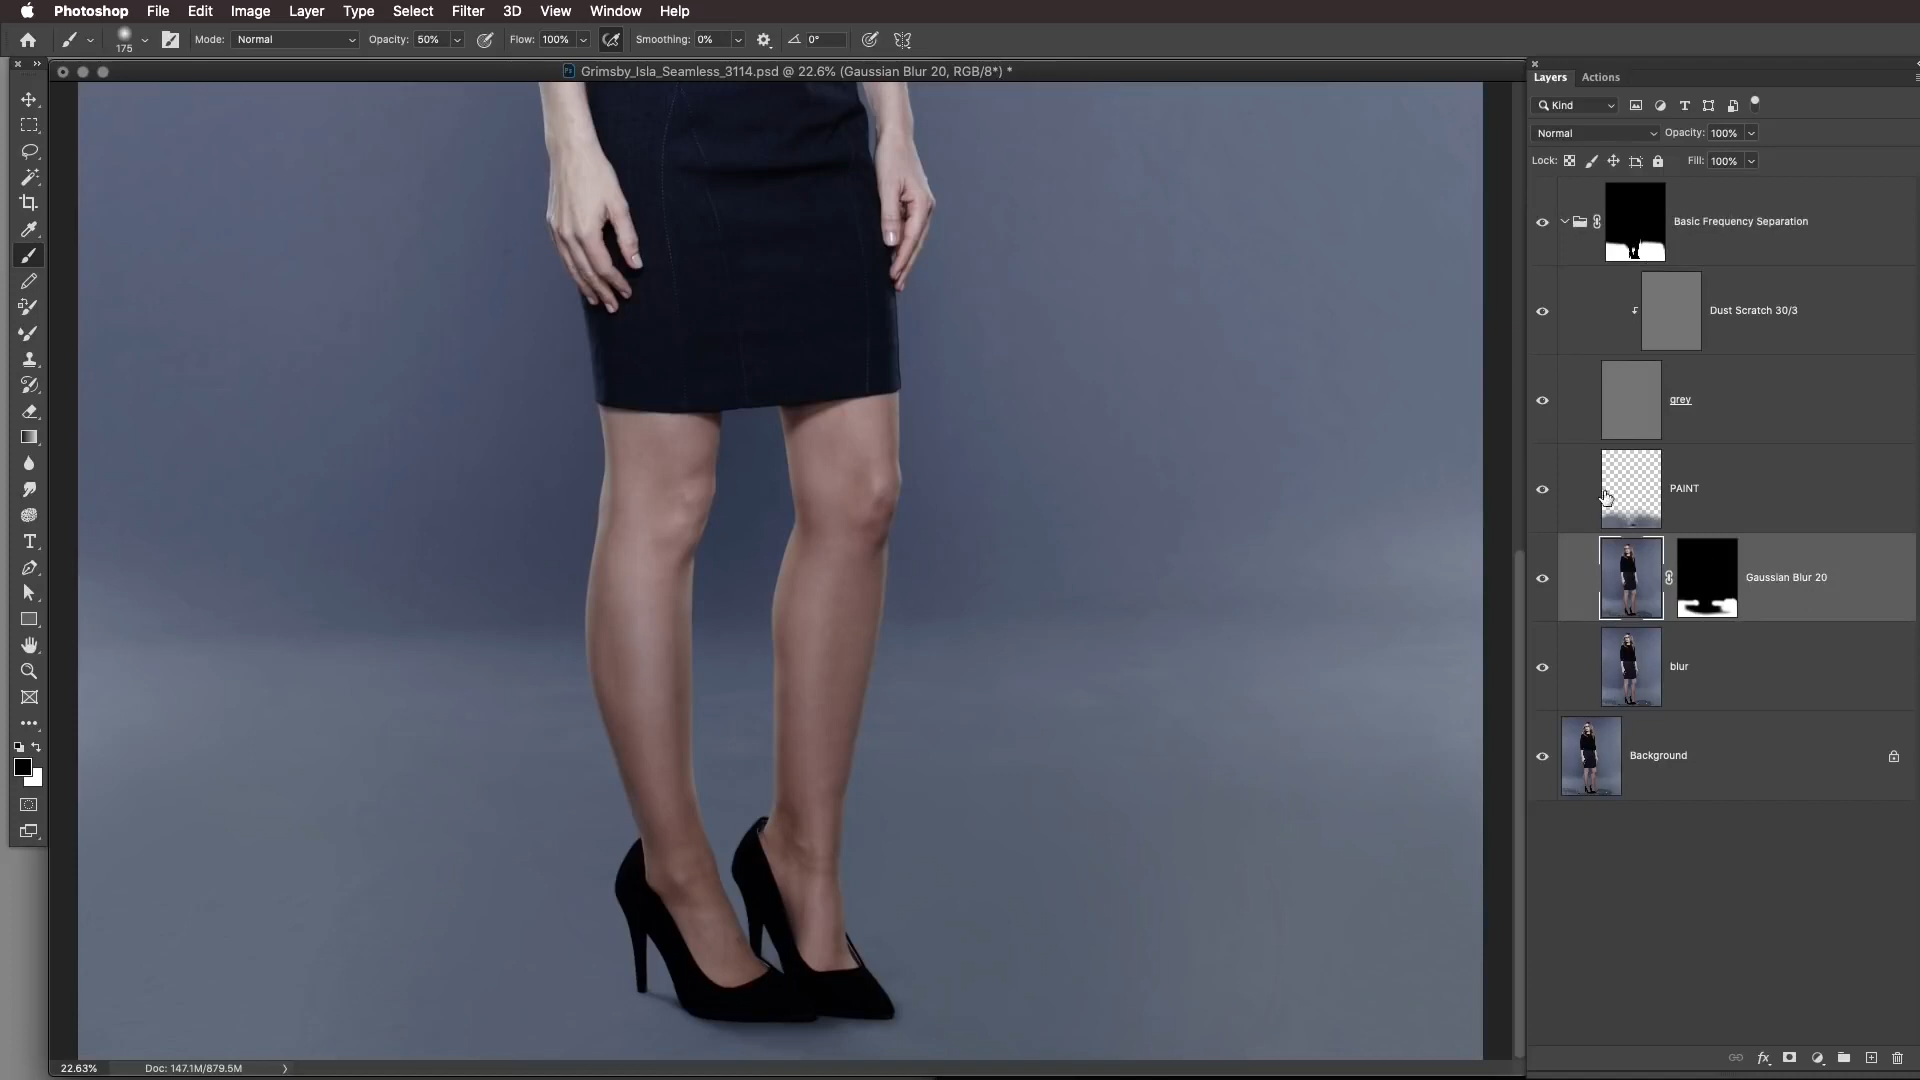 Photoshop File Edit Image Layer Type Select Filter 3D View Window Help
175 Mode: Normal Opacity: 50% Flow: 100% Smoothing: 0% 0°
Grimsby_Isla_Seamless_3114.psd @ 22.6% (Gaussian Blur 20, RGB/8*) *
Layers Actions
Kind
Normal Opacity: 100%
Lock: Fill: 100%
Basic Frequency Separation
Dust Scratch 30/3
grey
PAINT
Gaussian Blur 20
blur
Background
22.63% Doc: 147.1M/879.5M